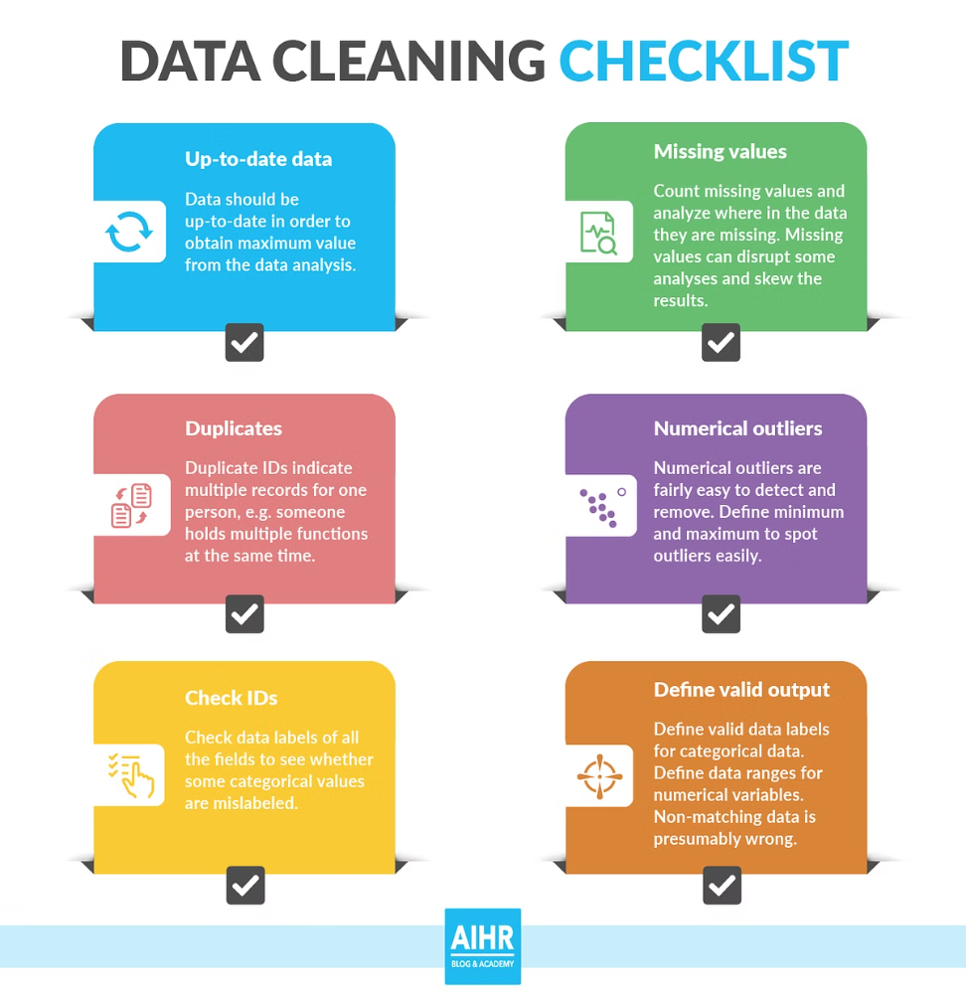 DATA CLEANING CHECKLIST
Up-to-date data
Data should be
up-to-date in order to
obtain maximum value
from the data analysis.
Missing values
Count missing values and
analyze where in the data
they are missing. Missing
values can disrupt some
analyses and skew the
results.
Duplicates
Duplicate IDs indicate
multiple records for one
person, e.g. someone
holds multiple functions
at the same time.
Numerical outliers
Numerical outliers are
fairly easy to detect and
remove. Define minimum
and maximum to spot
outliers easily.
Check IDs
Check data labels of all
the fields to see whether
some categorical values
are mislabeled.
Define valid output
Define valid data labels
for categorical data.
Define data ranges for
numerical variables.
Non-matching data is
presumably wrong.
AIHR
BLOG & ACADEMY